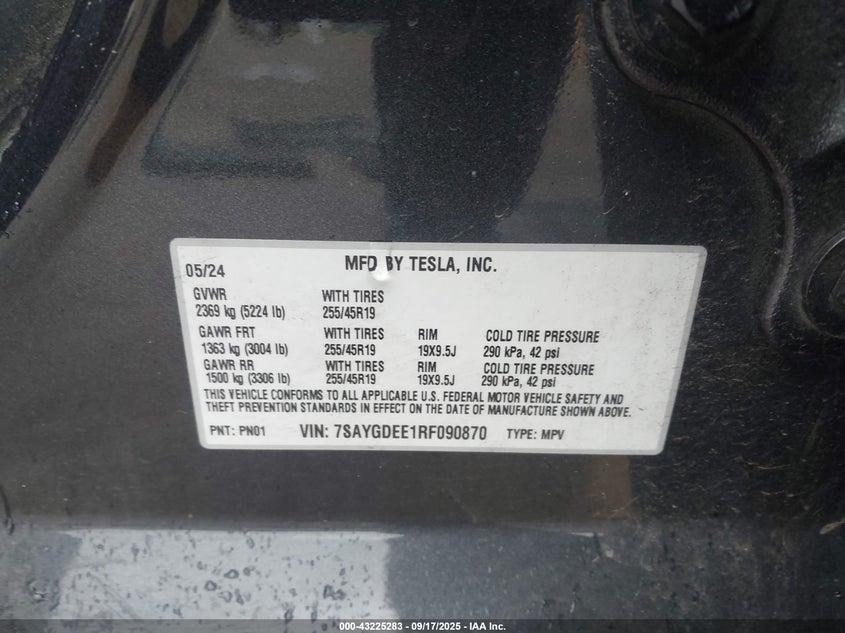 05/24 MFD BY TESLA, INC.
GVWR WITH TIRES
2369 kg (5224 lb) 255/45R19
GAWR FRT WITH TIRES RIM COLD TIRE PRESSURE
1363 kg (3004 lb) 255/45R19 19X9.5J 290 kPa, 42 psi
GAWR RR WITH TIRES RIM COLD TIRE PRESSURE
1500 kg (3306 lb) 255/45R19 19X9.5J 290 kPa, 42 psi
THIS VEHICLE CONFORMS TO ALL APPLICABLE U.S. FEDERAL MOTOR VEHICLE SAFETY AND
THEFT PREVENTION STANDARDS IN EFFECT ON THE DATE OF MANUFACTURE SHOWN ABOVE.
PNT: PN01 VIN: 7SAYGDEE1RF090870 TYPE: MPV
000-43225283 - 09/17/2025 - IAA Inc.